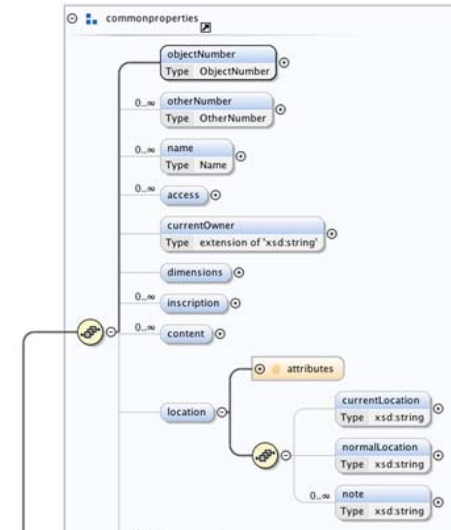 commonproperties
objectNumber
Type ObjectNumber
0..∞ otherNumber
Type OtherNumber
0..∞ name
Type Name
0..∞ access
currentOwner
Type extension of 'xsd:string'
dimensions
0..∞ inscription
0..∞ content
attributes
location
currentLocation
Type xsd:string
normalLocation
Type xsd:string
0..∞ note
Type xsd:string